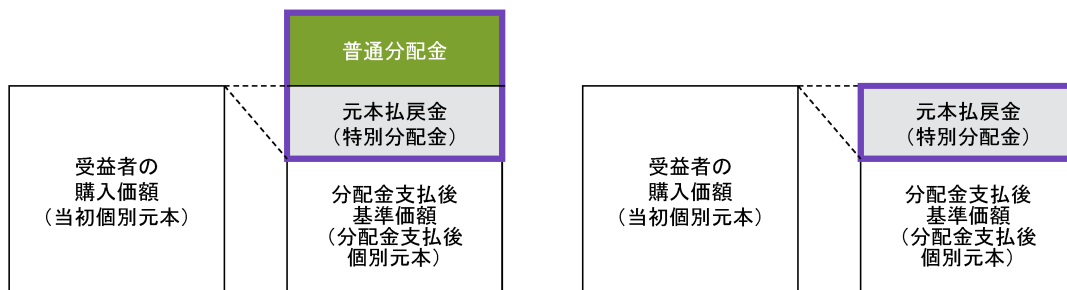 普通分配金
元本払戻金
（特別分配金）
受益者の
購入価額
（当初個別元本）
分配金支払後
基準価額
（分配金支払後
個別元本）
元本払戻金
（特別分配金）
受益者の
購入価額
（当初個別元本）
分配金支払後
基準価額
（分配金支払後
個別元本）